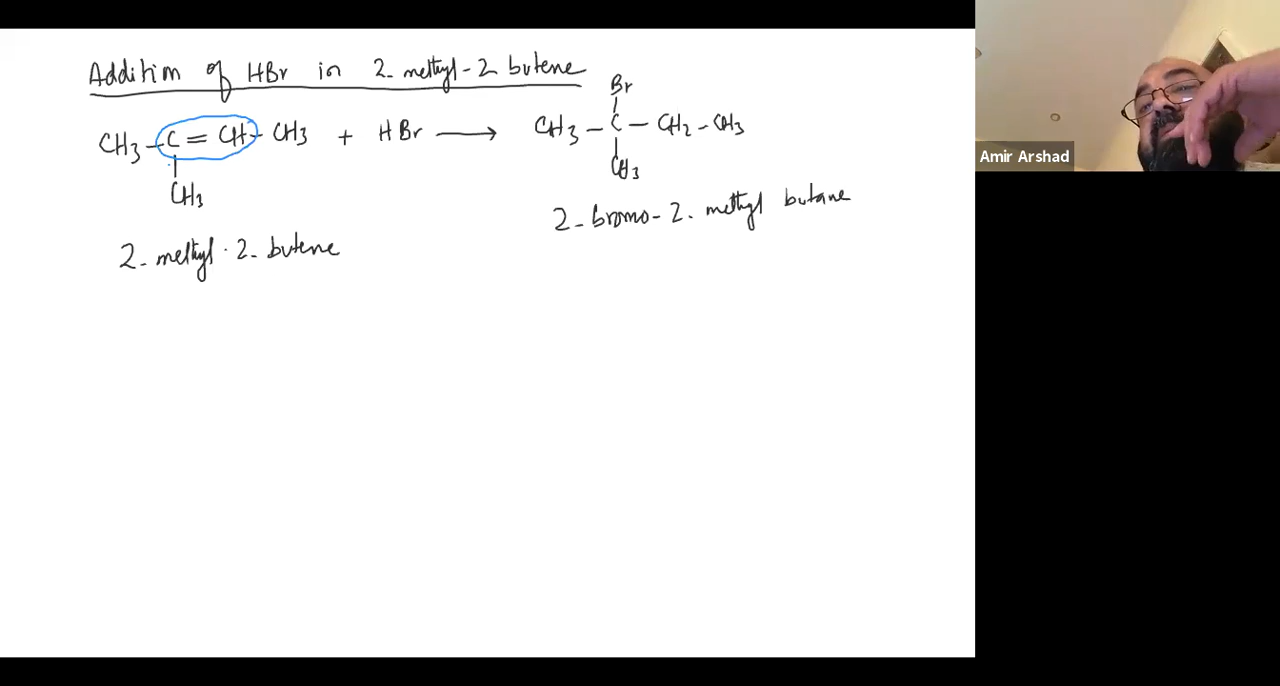 Addition of HBr in 2-methyl-2 butene
CH3-C=CH-CH3 + HBr ⟶ CH3-C-CH2-CH3
Br
CH3
CH3
2-bromo-2-methyl butane
2-methyl-2-butene
Amir Arshad